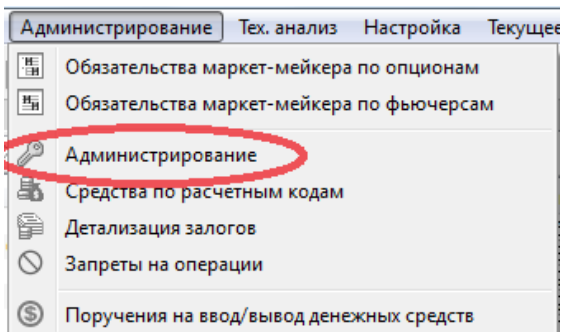 Администрирование Тех. анализ Настройка Текущее
Обязательства маркет-мейкера по опционам
Обязательства маркет-мейкера по фьючерсам
Администрирование
Средства по расчетным кодам
Детализация залогов
Запреты на операции
Поручения на ввод/вывод денежных средств